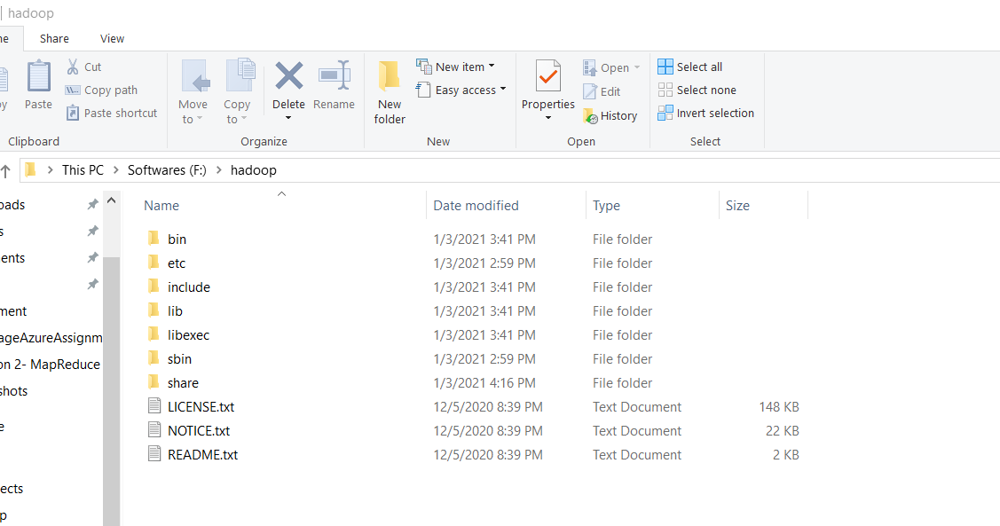 hadoop
Share View
Cut
Copy path
Paste shortcut
Paste
Clipboard
Move to
Copy to
Delete
Rename
Organize
New folder
New item
Easy access
New
Properties
Open
Edit
History
Open
Select all
Select none
Invert selection
Select
This PC > Softwares (F:) > hadoop
Name Date modified Type Size
bin 1/3/2021 3:41 PM File folder
etc 1/3/2021 2:59 PM File folder
include 1/3/2021 3:41 PM File folder
lib 1/3/2021 3:41 PM File folder
libexec 1/3/2021 3:41 PM File folder
sbin 1/3/2021 2:59 PM File folder
share 1/3/2021 4:16 PM File folder
LICENSE.txt 12/5/2020 8:39 PM Text Document 148 KB
NOTICE.txt 12/5/2020 8:39 PM Text Document 22 KB
README.txt 12/5/2020 8:39 PM Text Document 2 KB
oads
s
ents
ment
ageAzureAssignm
on 2- MapReduce
shots
e
ects
p